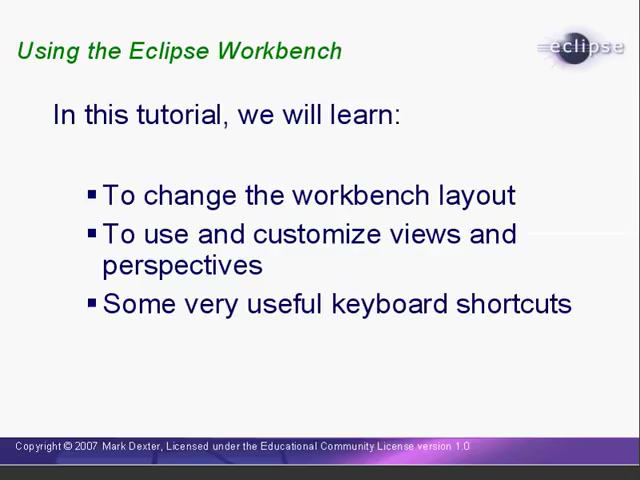 Using the Eclipse Workbench
eclipse
In this tutorial, we will learn:
▪ To change the workbench layout
▪ To use and customize views and
perspectives
▪ Some very useful keyboard shortcuts
Copyright © 2007 Mark Dexter, Licensed under the Educational Community License version 1.0